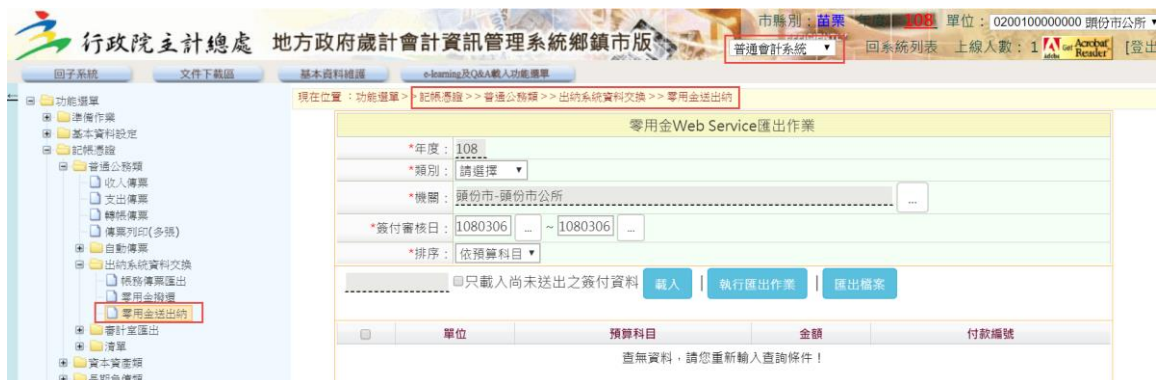 行政院主計總處 地方政府歲計會計資訊管理系統鄉鎮市版
市縣別：苗栗 108 單位： 0200100000000 頭份市公所
普通會計系統 回系統列表 上線人數：1 Get Acrobat Reader [登出
回子系統 文件下載區 基本資料維護 e-learning及Q&A載入功能選單
現在位置：功能選單>>記帳憑證>>普通公務類>>出納系統資料交換>>零用金送出納
功能選單
準備作業
基本資料設定
記帳憑證
普通公務類
收入傳票
支出傳票
轉帳傳票
傳票列印(多張)
自動傳票
出納系統資料交換
帳務傳票匯出
零用金撥還
零用金送出納
審計室匯出
清單
資本資產類
長期負債類
零用金Web Service匯出作業
*年度： 108
*類別： 請選擇
*機關： 頭份市-頭份市公所 ...
*簽付審核日： 1080306 ... ~ 1080306 ...
*排序： 依預算科目
只載入尚未送出之簽付資料 載入 | 執行匯出作業 | 匯出檔案
單位 預算科目 金額 付款編號
查無資料，請您重新輸入查詢條件！